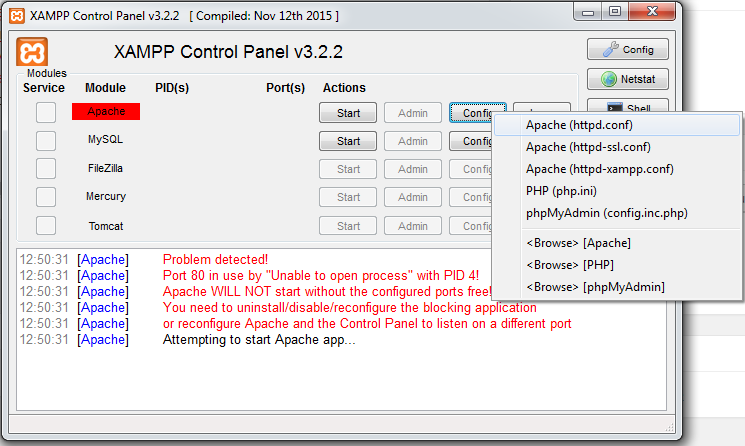 XAMPP Control Panel v3.2.2 [ Compiled: Nov 12th 2015 ]
XAMPP Control Panel v3.2.2
Config
Modules
Service Module PID(s) Port(s) Actions
Netstat
Apache Start Admin Config
Shell
MySQL Start Admin Config
FileZilla Start Admin
Mercury Start Admin
Tomcat Start Admin
Apache (httpd.conf)
Apache (httpd-ssl.conf)
Apache (httpd-xampp.conf)
PHP (php.ini)
phpMyAdmin (config.inc.php)
<Browse> [Apache]
<Browse> [PHP]
<Browse> [phpMyAdmin]
12:50:31 [Apache] Problem detected!
12:50:31 [Apache] Port 80 in use by "Unable to open process" with PID 4!
12:50:31 [Apache] Apache WILL NOT start without the configured ports free!
12:50:31 [Apache] You need to uninstall/disable/reconfigure the blocking application
12:50:31 [Apache] or reconfigure Apache and the Control Panel to listen on a different port
12:50:31 [Apache] Attempting to start Apache app...